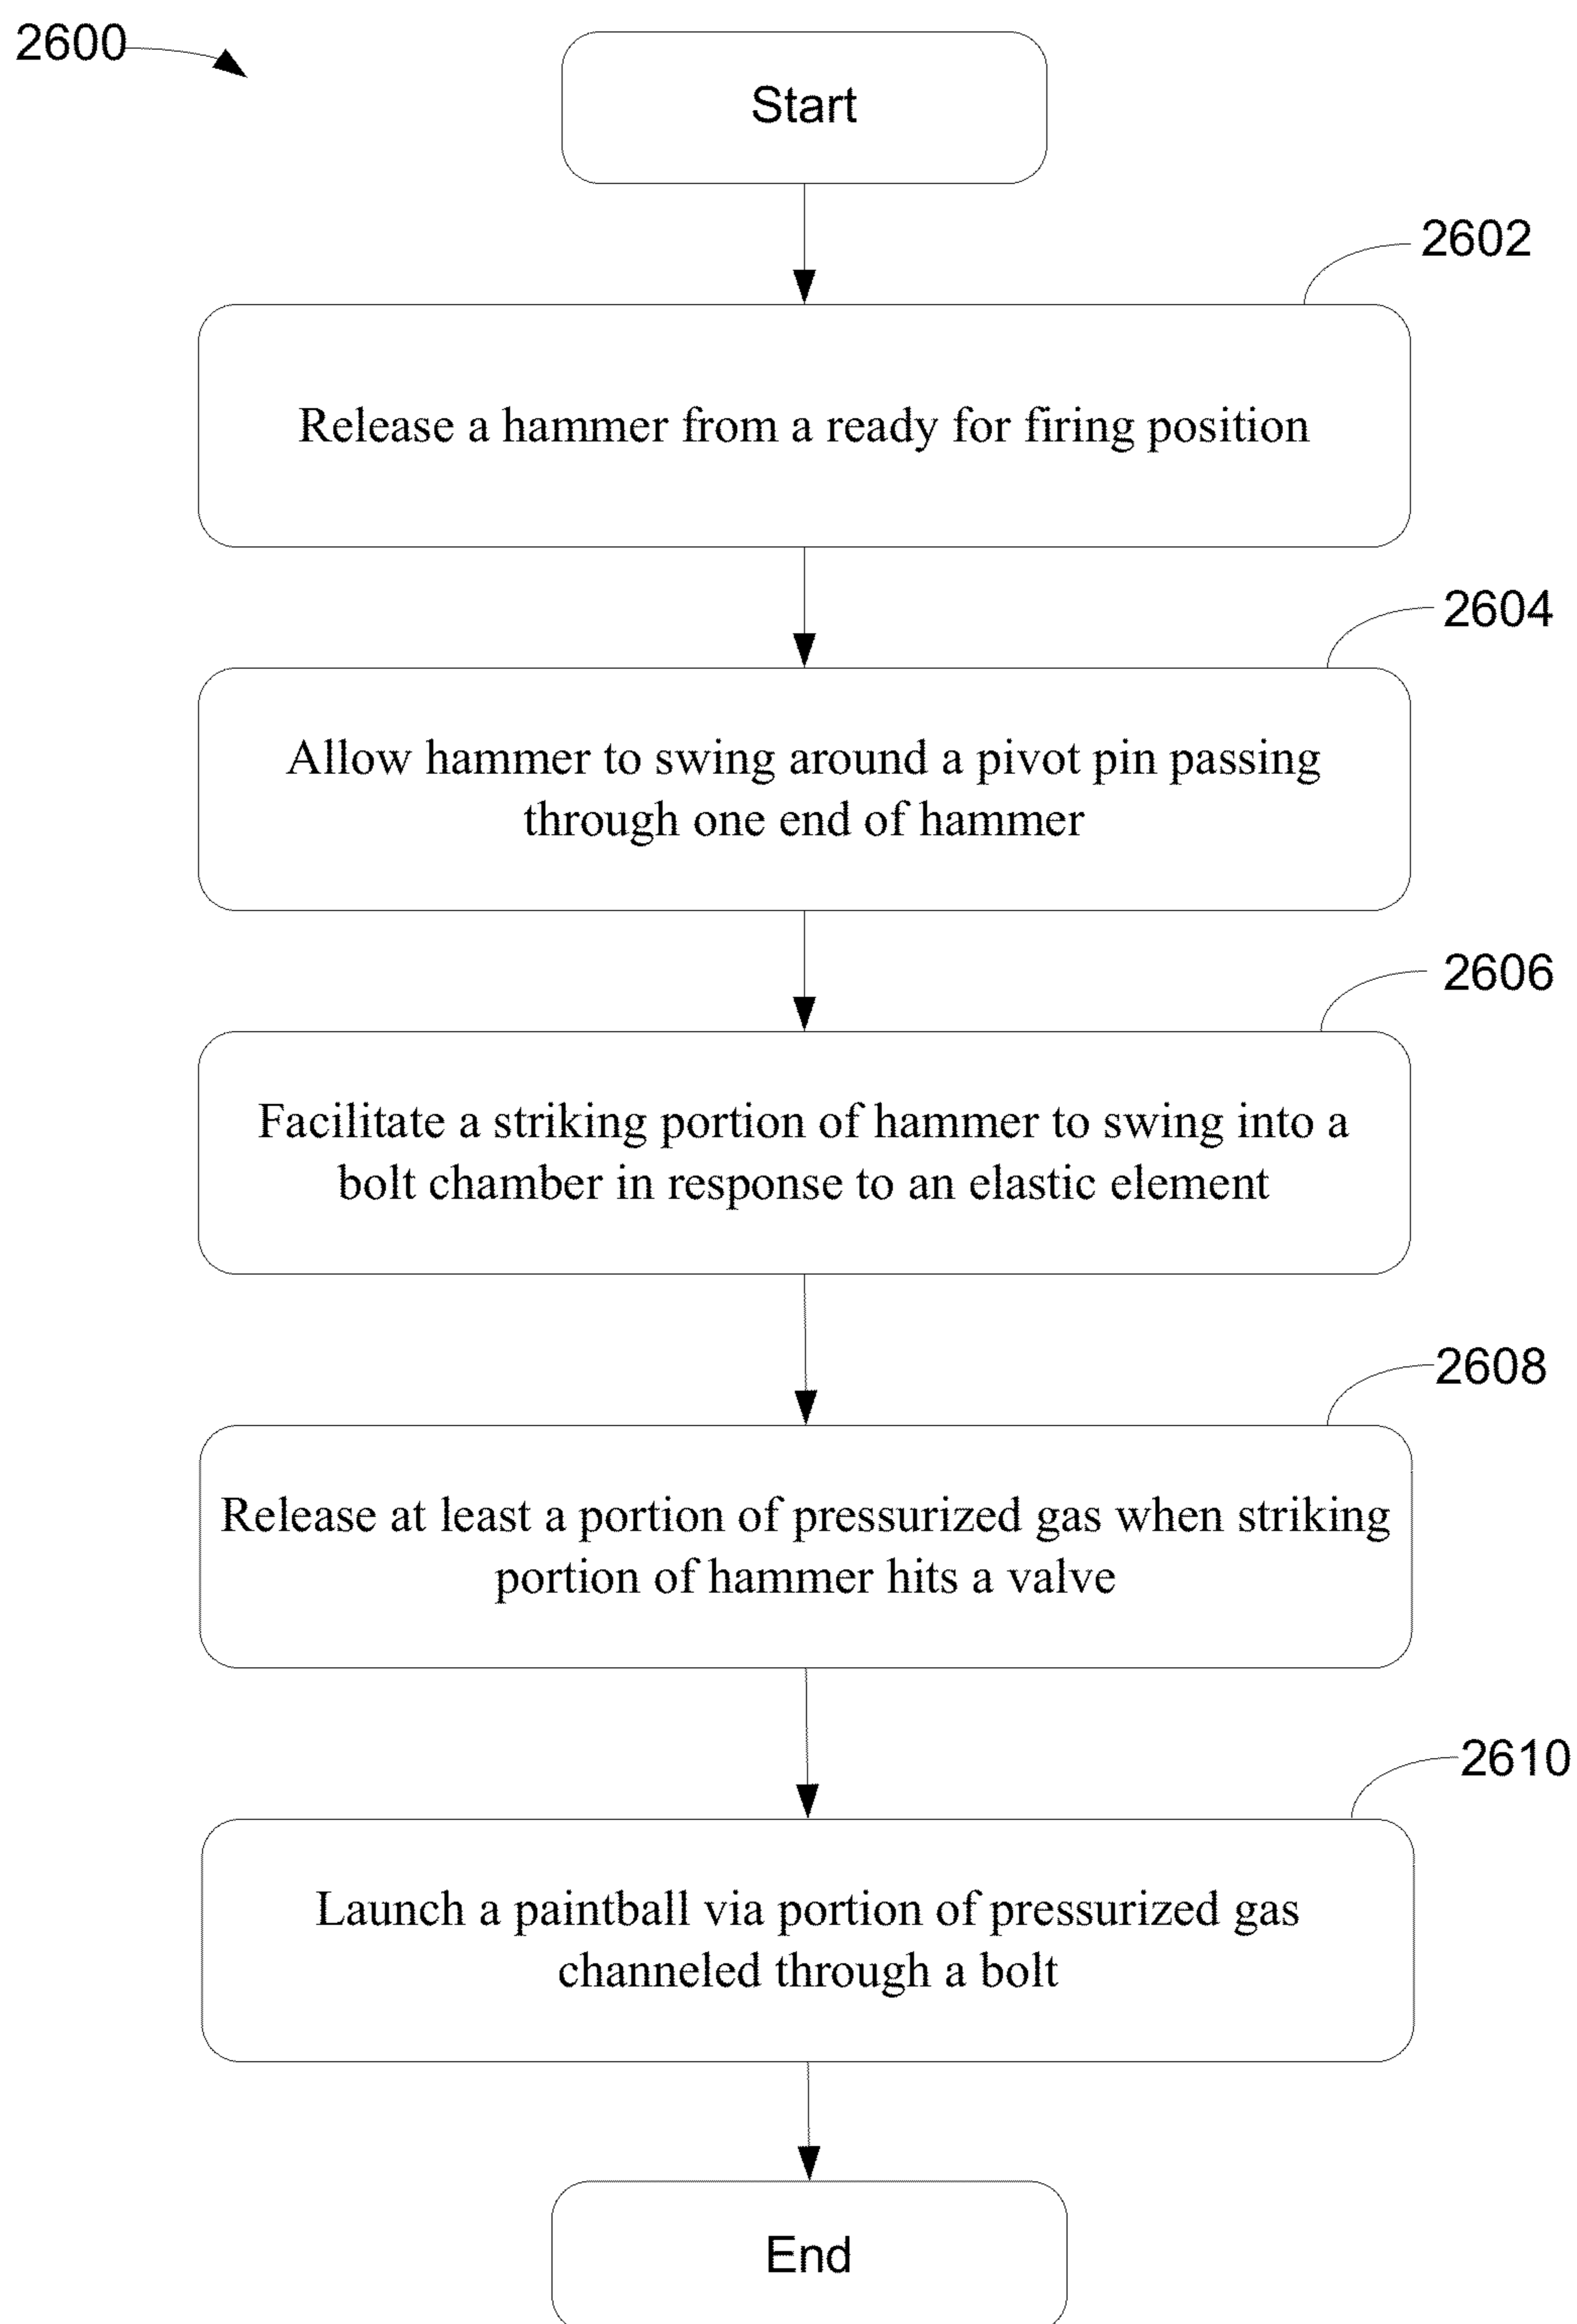 2600
Start
2602
Release a hammer from a ready for firing position
2604
Allow hammer to swing around a pivot pin passing
through one end of hammer
2606
Facilitate a striking portion of hammer to swing into a
bolt chamber in response to an elastic element
2608
Release at least a portion of pressurized gas when striking
portion of hammer hits a valve
2610
Launch a paintball via portion of pressurized gas
channeled through a bolt
End